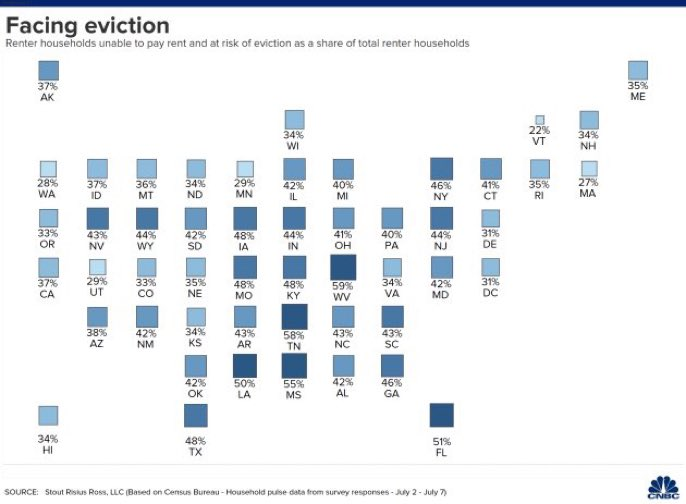 Facing eviction
Renter households unable to pay rent and at risk of eviction as a share of total renter households
37% 35%
AK ME
34% 22% 34%
WI VT NH
28% 37% 36% 34% 29% 42% 40% 46% 41% 35% 27%
WA ID MT ND MN IL MI NY CT RI MA
33% 43% 44% 42% 48% 44% 41% 40% 44% 31%
OR NV WY SD IA IN OH PA NJ DE
37% 29% 33% 35% 48% 48% 59% 34% 42% 31%
CA UT CO NE MO KY WV VA MD DC
38% 42% 34% 43% 58% 43% 43%
AZ NM KS AR TN NC SC
42% 50% 55% 42% 46%
OK LA MS AL GA
34% 48% 51%
HI TX FL
SOURCE: Stout Risius Ross, LLC (Based on Census Bureau - Household pulse data from survey responses - July 2 - July 7)
CNBC